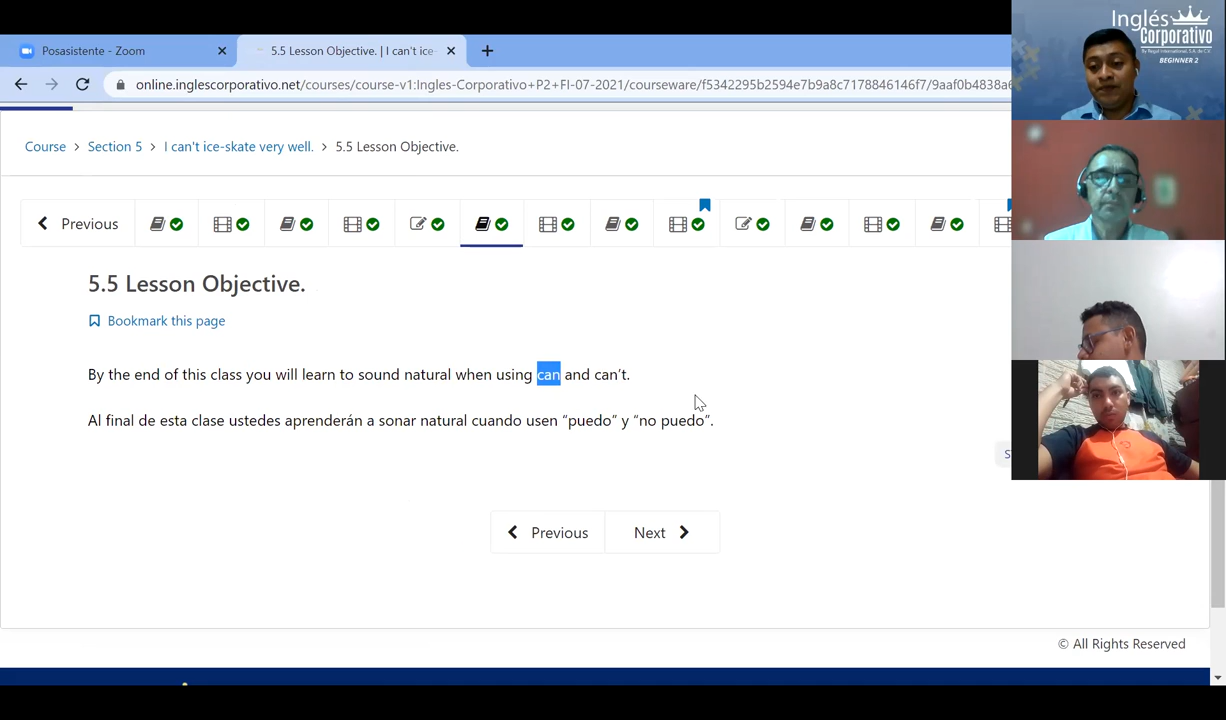 Posasistente - Zoom
5.5 Lesson Objective. | I can't ice-
online.inglescorporativo.net/courses/course-v1:Ingles-Corporativo+P2+FI-07-2021/courseware/f5342295b2594e7b9a8c7178846146f7/9aaf0b4838a6
Inglés
Corporativo
BEGINNER 2
Course > Section 5 > I can't ice-skate very well. > 5.5 Lesson Objective.
Previous
5.5 Lesson Objective.
Bookmark this page
By the end of this class you will learn to sound natural when using can and can't.
Al final de esta clase ustedes aprenderán a sonar natural cuando usen “puedo” y “no puedo”.
Previous
Next
© All Rights Reserved